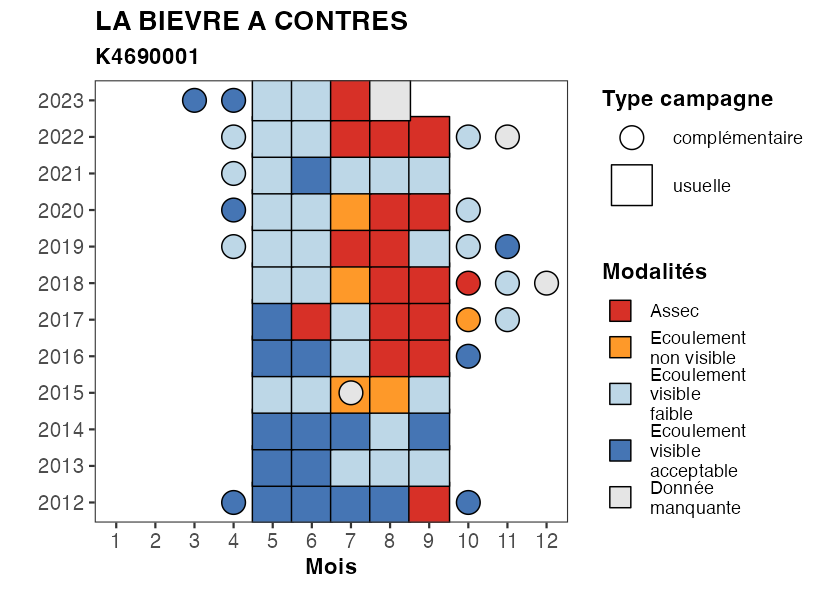 LA BIEVRE A CONTRES
K4690001
2023
2022
2021
2020
2019
2018
2017
2016
2015
2014
2013
2012
1 2 3 4 5 6 7 8 9 10 11 12
Mois
Type campagne
complémentaire
usuelle
Modalités
Assec
Ecoulement
non visible
Ecoulement
visible
faible
Ecoulement
visible
acceptable
Donnée
manquante